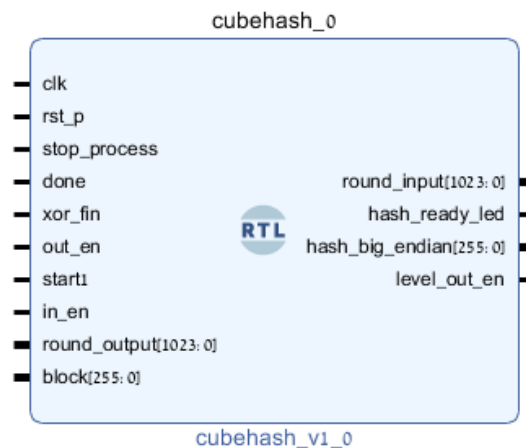 cubehash_0
clk
rst_p
stop_process
done
xor_fin
out_en
start1
in_en
round_output[1023:0]
block[255:0]
RTL
round_input[1023:0]
hash_ready_led
hash_big_endian[255:0]
level_out_en
cubehash_v1_0